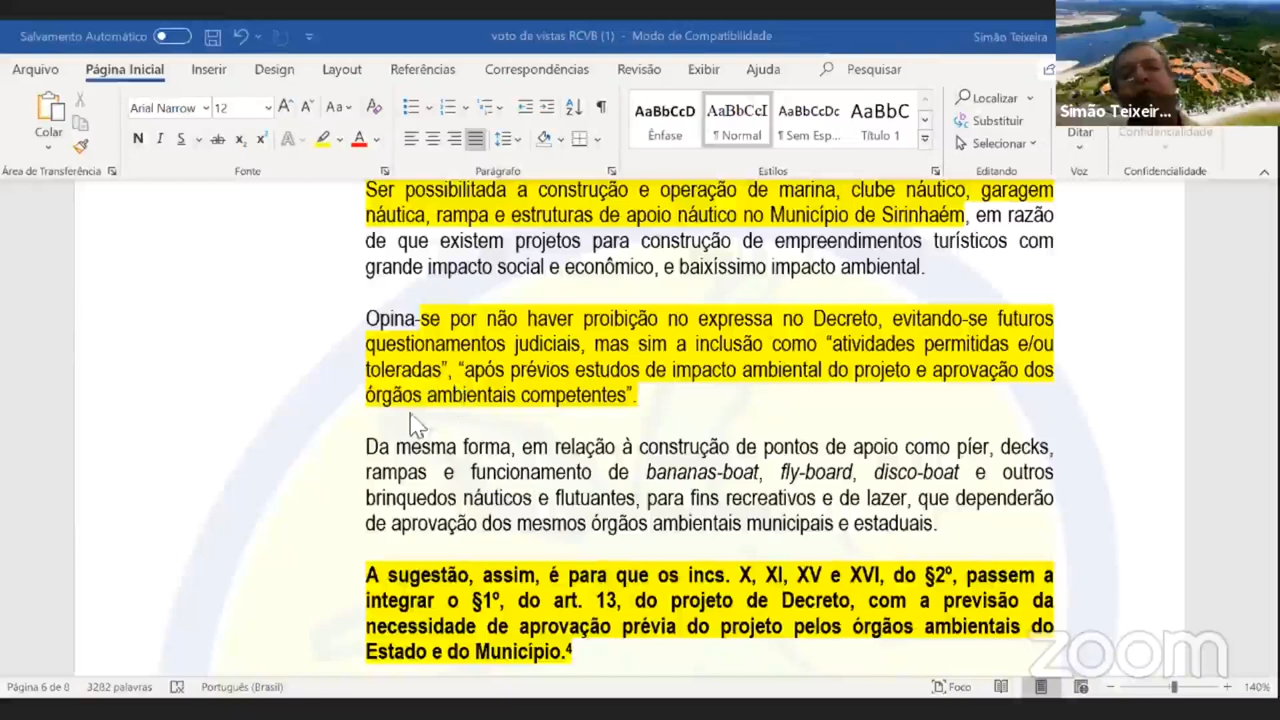 Salvamento Automático
voto de vistas RCVB (1) - Modo de Compatibilidade
Simão Teixeira
Arquivo Página Inicial Inserir Design Layout Referências Correspondências Revisão Exibir Ajuda Pesquisar
Simão Teixeir...
Colar
Arial Narrow 12
AaBbCcD AaBbCcI AaBbCcDc AaBbC
Ênfase ¶ Normal ¶ Sem Esp... Título 1
Localizar
Substituir
Selecionar
Ditar
Confidencialidade
Área de Transferência Fonte Parágrafo Estilos Editando Voz Confidencialidade
Ser possibilitada a construção e operação de marina, clube náutico, garagem
náutica, rampa e estruturas de apoio náutico no Município de Sirinhaém, em razão
de que existem projetos para construção de empreendimentos turísticos com
grande impacto social e econômico, e baixíssimo impacto ambiental.
Opina-se por não haver proibição no expressa no Decreto, evitando-se futuros
questionamentos judiciais, mas sim a inclusão como “atividades permitidas e/ou
toleradas”, “após prévios estudos de impacto ambiental do projeto e aprovação dos
órgãos ambientais competentes”.
Da mesma forma, em relação à construção de pontos de apoio como píer, decks,
rampas e funcionamento de bananas-boat, fly-board, disco-boat e outros
brinquedos náuticos e flutuantes, para fins recreativos e de lazer, que dependerão
de aprovação dos mesmos órgãos ambientais municipais e estaduais.
A sugestão, assim, é para que os incs. X, XI, XV e XVI, do §2º, passem a
integrar o §1º, do art. 13, do projeto de Decreto, com a previsão da
necessidade de aprovação prévia do projeto pelos órgãos ambientais do
Estado e do Município.⁴
zoom
Página 6 de 8 3282 palavras Português (Brasil) Foco 140%